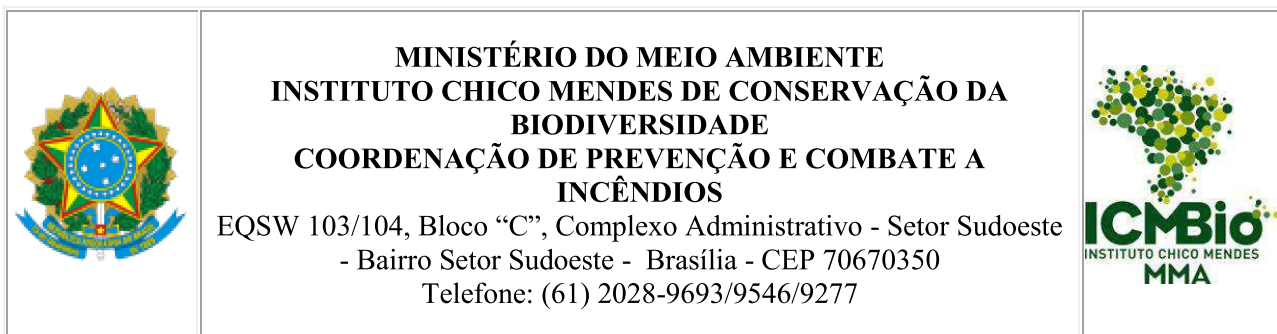 MINISTÉRIO DO MEIO AMBIENTE
INSTITUTO CHICO MENDES DE CONSERVAÇÃO DA
BIODIVERSIDADE
COORDENAÇÃO DE PREVENÇÃO E COMBATE A
INCÊNDIOS
EQSW 103/104, Bloco “C”, Complexo Administrativo - Setor Sudoeste
- Bairro Setor Sudoeste - Brasília - CEP 70670350
Telefone: (61) 2028-9693/9546/9277
ICMBio
INSTITUTO CHICO MENDES
MMA